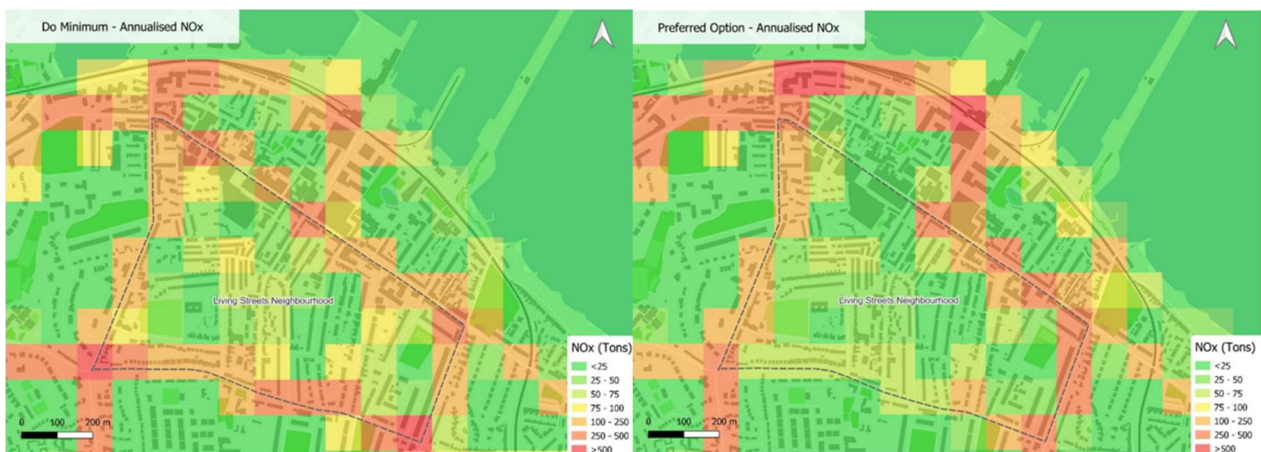 Do Minimum - Annualised NOx
Living Streets Neighbourhood
NOx (Tons)
<25
25 - 50
50 - 75
75 - 100
100 - 250
250 - 500
>500
0 100 200 m
Preferred Option - Annualised NOx
Living Streets Neighbourhood
NOx (Tons)
<25
25 - 50
50 - 75
75 - 100
100 - 250
250 - 500
>500
0 100 200 m